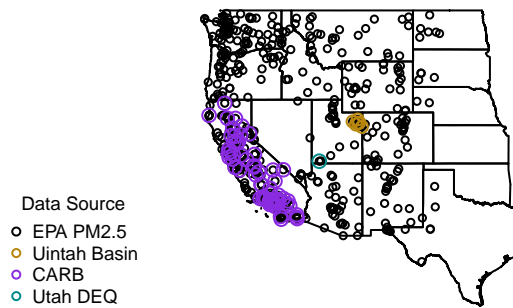 Data Source
EPA PM2.5
Uintah Basin
CARB
Utah DEQ